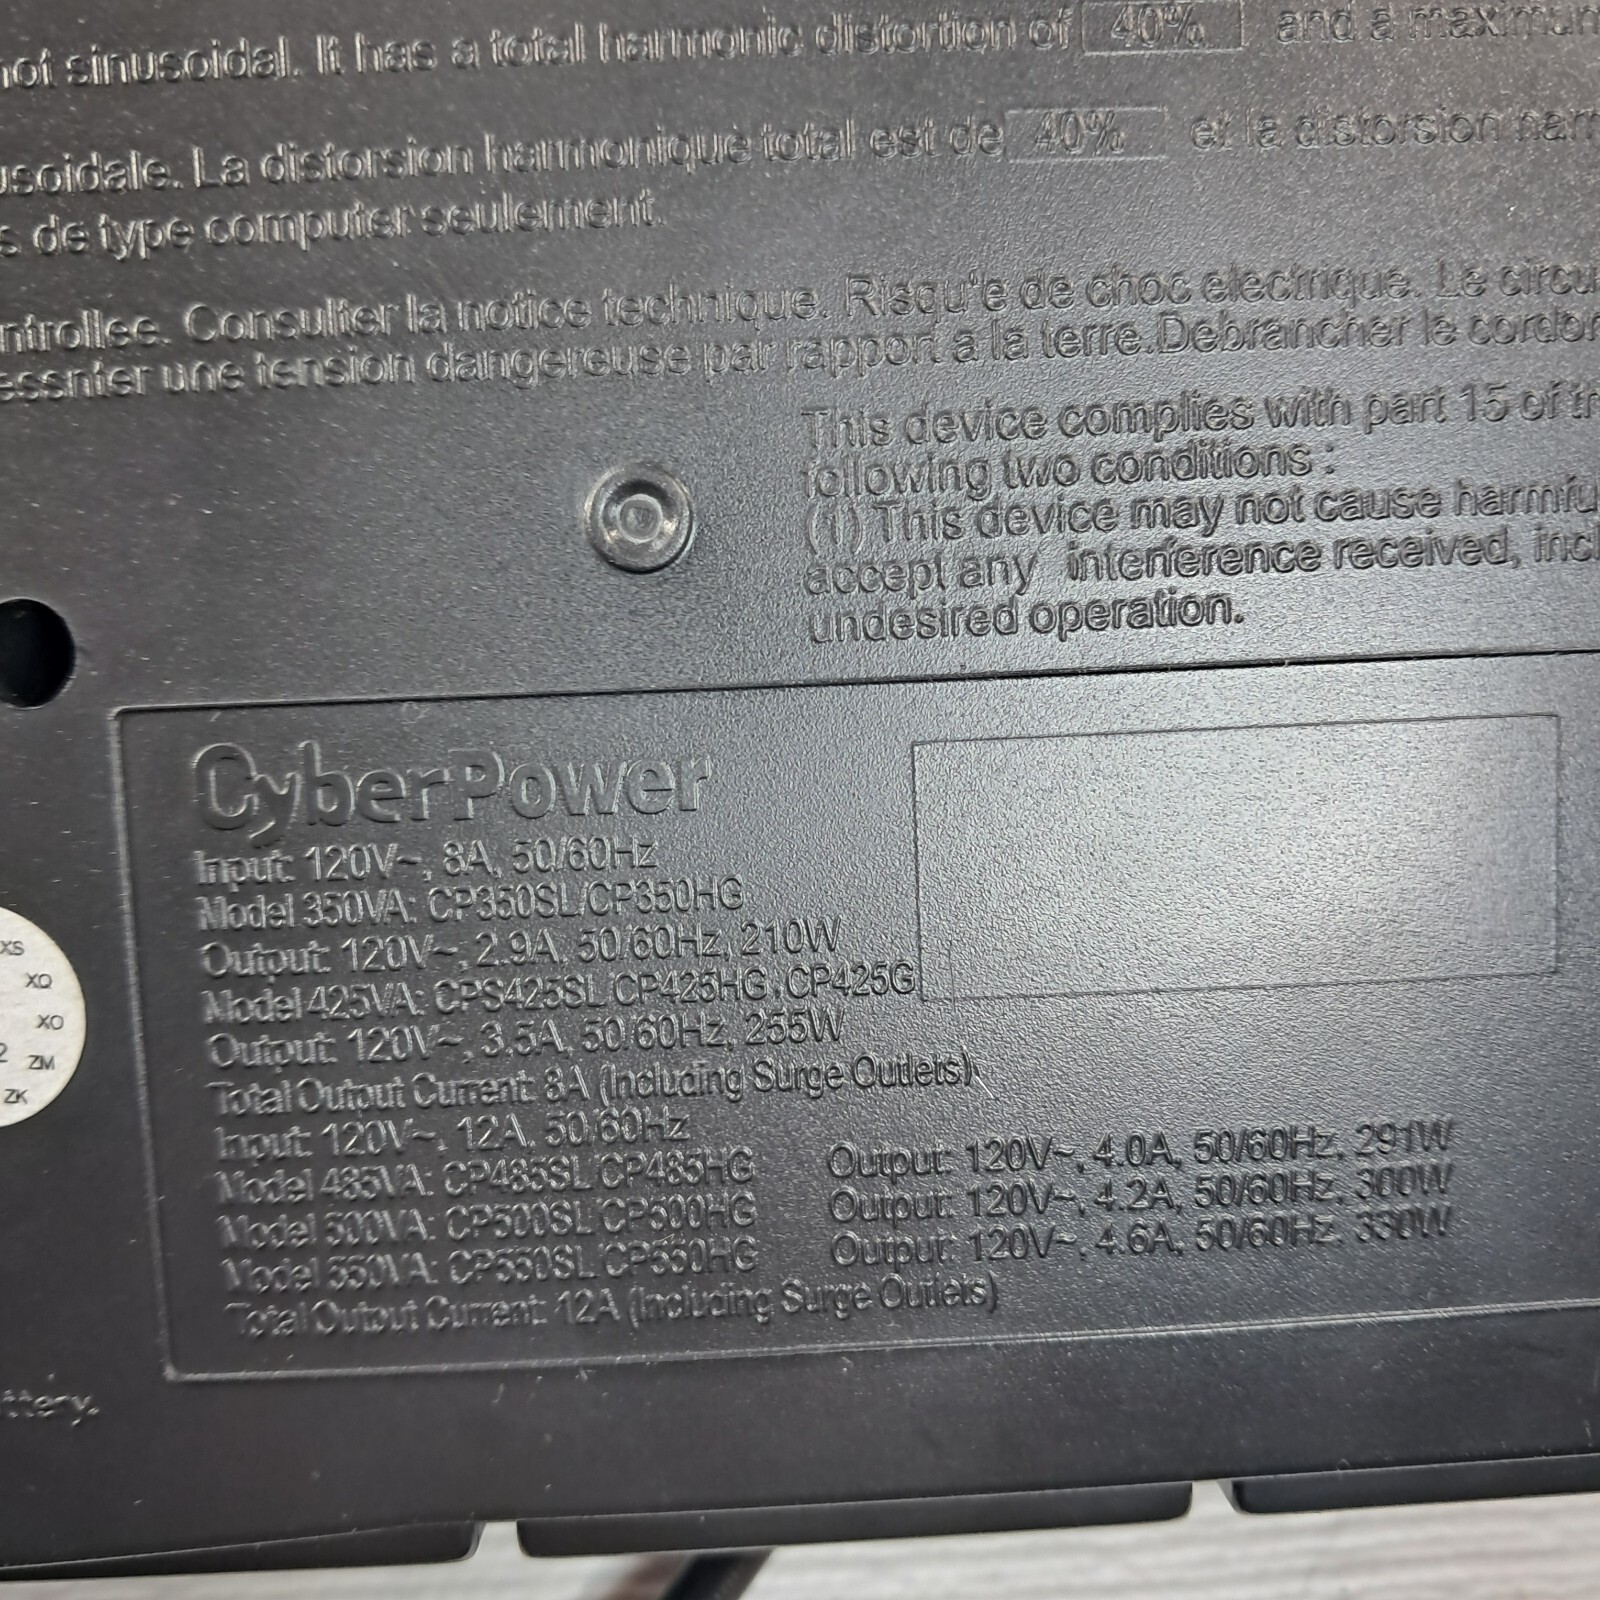 not sinusoidal. It has a total harmonic distortion of 40% and a maximum
usoidale. La distorsion harmonique total est de 40% et la distorsion harm
s de type computer seulement.
ntrollee. Consulter la notice technique. Risqu'e de choc electrique. Le circu
essnter une tension dangereuse par rapport a la terre.Debrancher le cordon
This device complies with part 15 of th
following two conditions :
(1) This device may not cause harmfu
accept any interference received, incl
undesired operation.
CyberPower
Input: 120V~, 8A, 50/60Hz
Model 350VA: CP350SL/CP350HG
Output: 120V~, 2.9A, 50/60Hz, 210W
Model 425VA: CPS425SL CP425HG, CP425G
Output: 120V~, 3.5A, 50/60Hz, 255W
Total Output Current: 8A (Including Surge Outlets)
Input: 120V~, 12A, 50/60Hz
Model 485VA: CP485SL/CP485HG Output: 120V~, 4.0A, 50/60Hz, 291W
Model 500VA: CP500SL/CP500HG Output: 120V~, 4.2A, 50/60Hz, 300W
Model 550VA: CP550SL/CP550HG Output: 120V~, 4.6A, 50/60Hz, 330W
Total Output Current: 12A (Including Surge Outlets)
XS
XQ
XO
2 ZM
ZK
ttery.